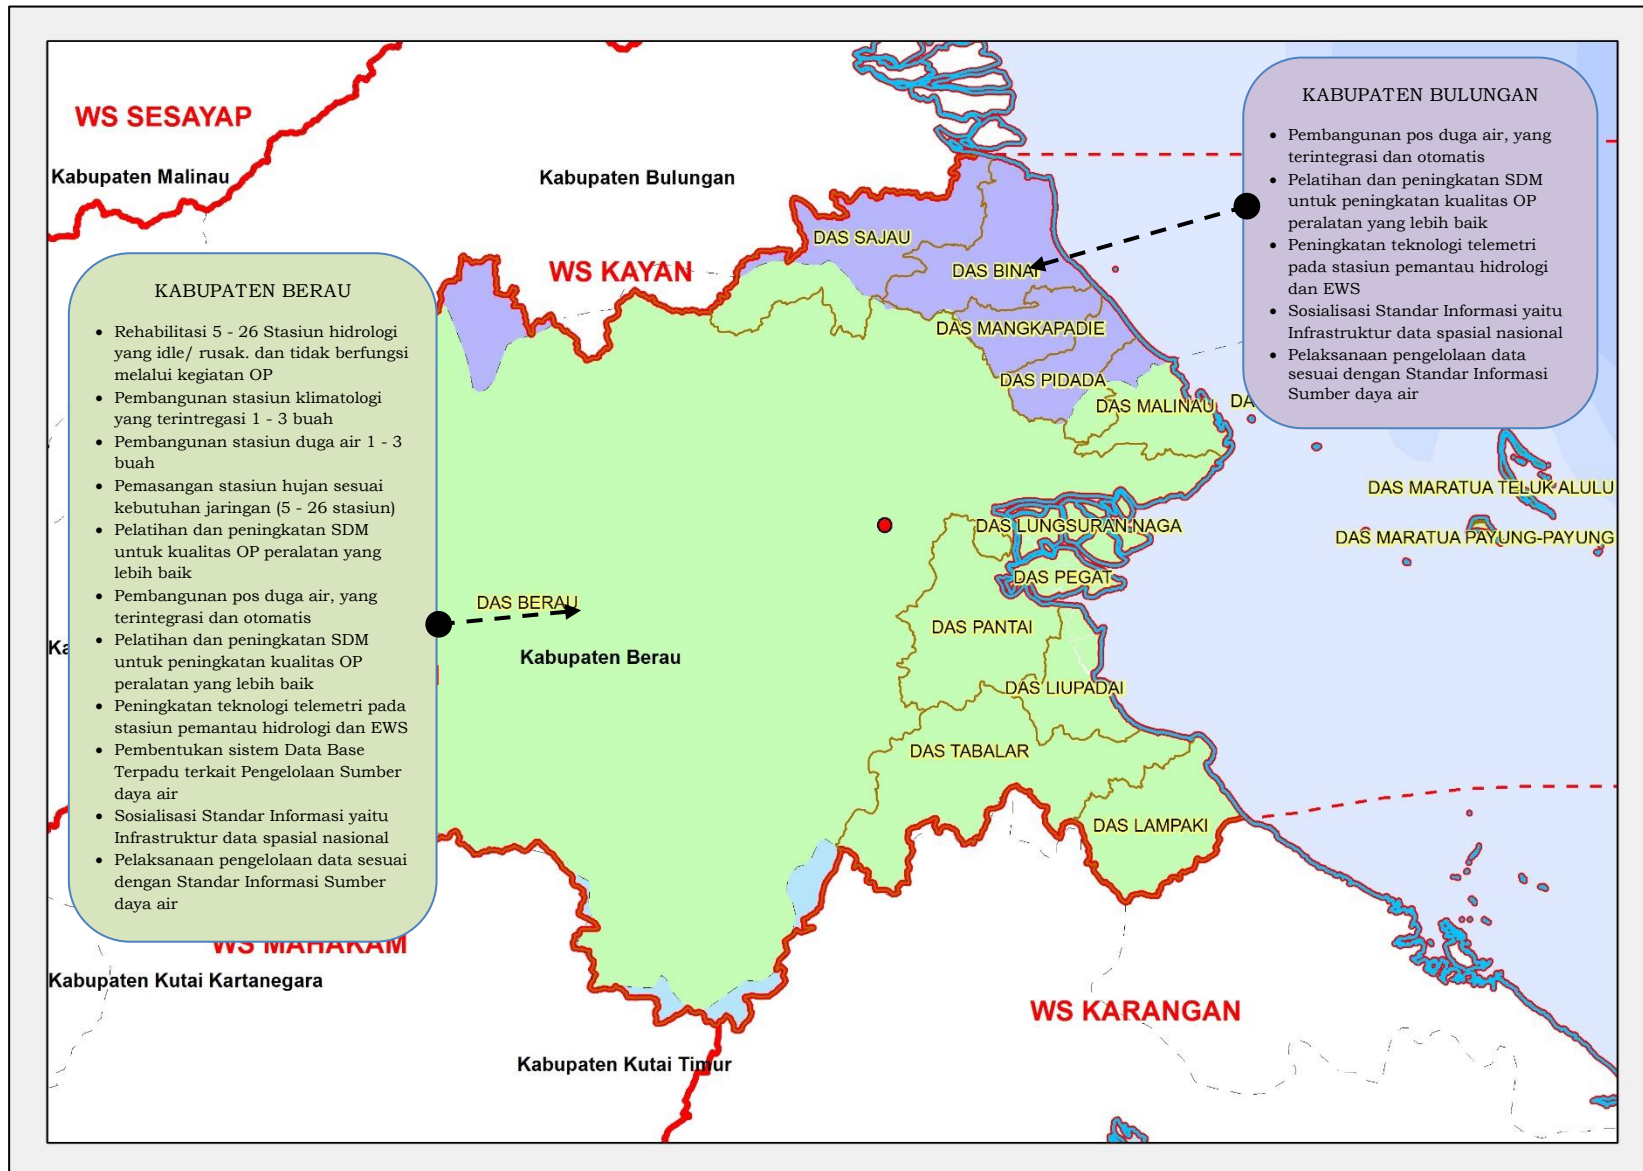 WS SESAYAP
Kabupaten Malinau
Kabupaten Bulungan
WS KAYAN
DAS SAJAU
DAS BINAI
DAS MANGKAPADIE
DAS PIDADA
DAS MALINAU
KABUPATEN BULUNGAN
• Pembangunan pos duga air, yang
terintegrasi dan otomatis
• Pelatihan dan peningkatan SDM
untuk peningkatan kualitas OP
peralatan yang lebih baik
• Peningkatan teknologi telemetri
pada stasiun pemantau hidrologi
dan EWS
• Sosialisasi Standar Informasi yaitu
Infrastruktur data spasial nasional
• Pelaksanaan pengelolaan data
sesuai dengan Standar Informasi
Sumber daya air
KABUPATEN BERAU
• Rehabilitasi 5 - 26 Stasiun hidrologi
yang idle/ rusak. dan tidak berfungsi
melalui kegiatan OP
• Pembangunan stasiun klimatologi
yang terintregasi 1 - 3 buah
• Pembangunan stasiun duga air 1 - 3
buah
• Pemasangan stasiun hujan sesuai
kebutuhan jaringan (5 - 26 stasiun)
• Pelatihan dan peningkatan SDM
untuk kualitas OP peralatan yang
lebih baik
• Pembangunan pos duga air, yang
terintegrasi dan otomatis
• Pelatihan dan peningkatan SDM
untuk peningkatan kualitas OP
peralatan yang lebih baik
• Peningkatan teknologi telemetri pada
stasiun pemantau hidrologi dan EWS
• Pembentukan sistem Data Base
Terpadu terkait Pengelolaan Sumber
daya air
• Sosialisasi Standar Informasi yaitu
Infrastruktur data spasial nasional
• Pelaksanaan pengelolaan data sesuai
dengan Standar Informasi Sumber
daya air
DAS MARATUA TELUK ALULU
DAS MARATUA PAYUNG-PAYUNG
DAS LUNGSURAN NAGA
DAS PEGAT
DAS BERAU
DAS PANTAI
Kabupaten Berau
DAS LIUPADAI
DAS TABALAR
DAS LAMPAKI
WS MAHAKAM
Kabupaten Kutai Kartanegara
WS KARANGAN
Kabupaten Kutai Timur